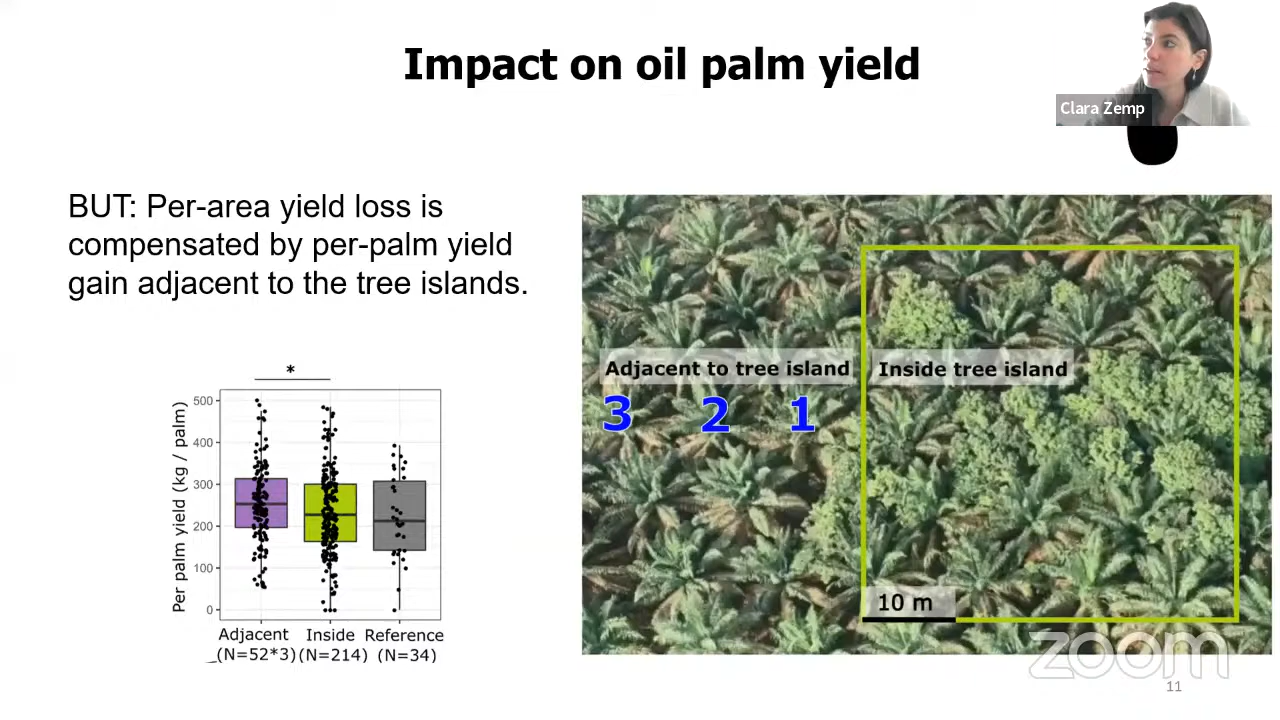 Impact on oil palm yield
Clara Zemp
BUT: Per-area yield loss is
compensated by per-palm yield
gain adjacent to the tree islands.
Adjacent to tree island
Inside tree island
3 2 1
10 m
*
Per palm yield (kg / palm)
500
400
300
200
100
0
Adjacent Inside Reference
(N=52*3) (N=214) (N=34)
zoom
11